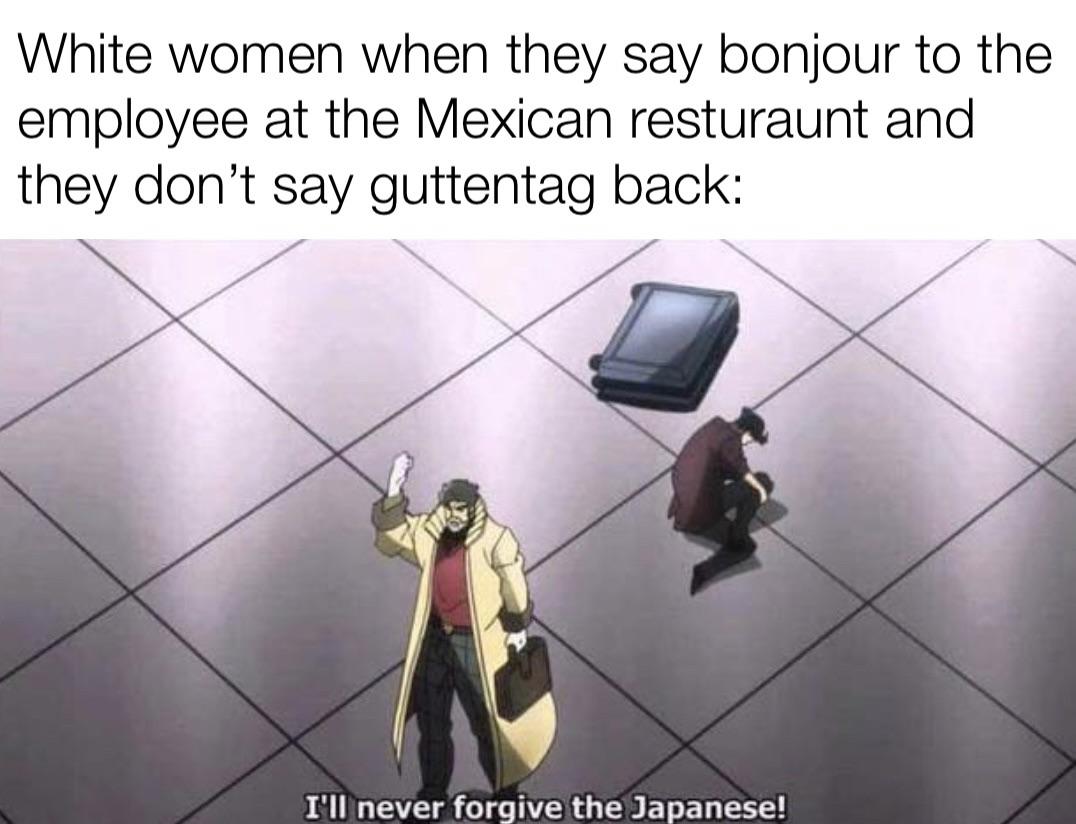 White women when they say bonjour to the
employee at the Mexican resturaunt and
they don't say guttentag back:
I'll never forgive the Japanese!